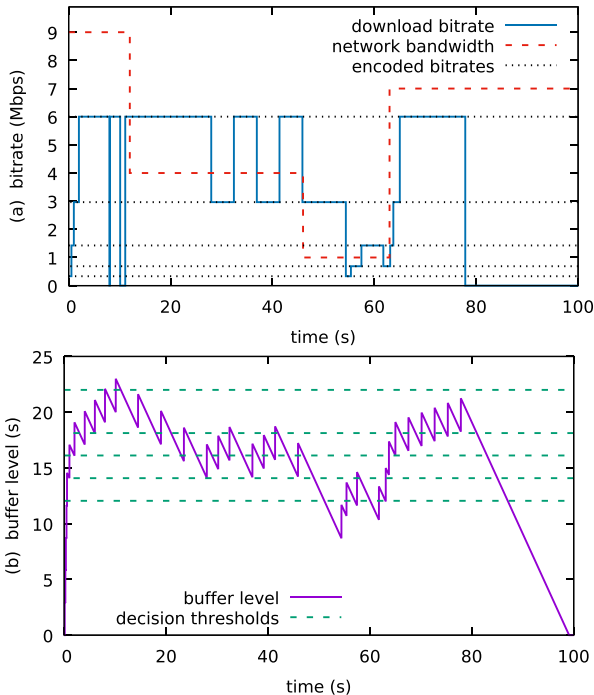 download bitrate
network bandwidth
encoded bitrates
9
8
7
6
5
4
3
2
1
0
(a) bitrate (Mbps)
0 20 40 60 80 100
time (s)
25
20
15
10
5
0
(b) buffer level (s)
buffer level
decision thresholds
0 20 40 60 80 100
time (s)